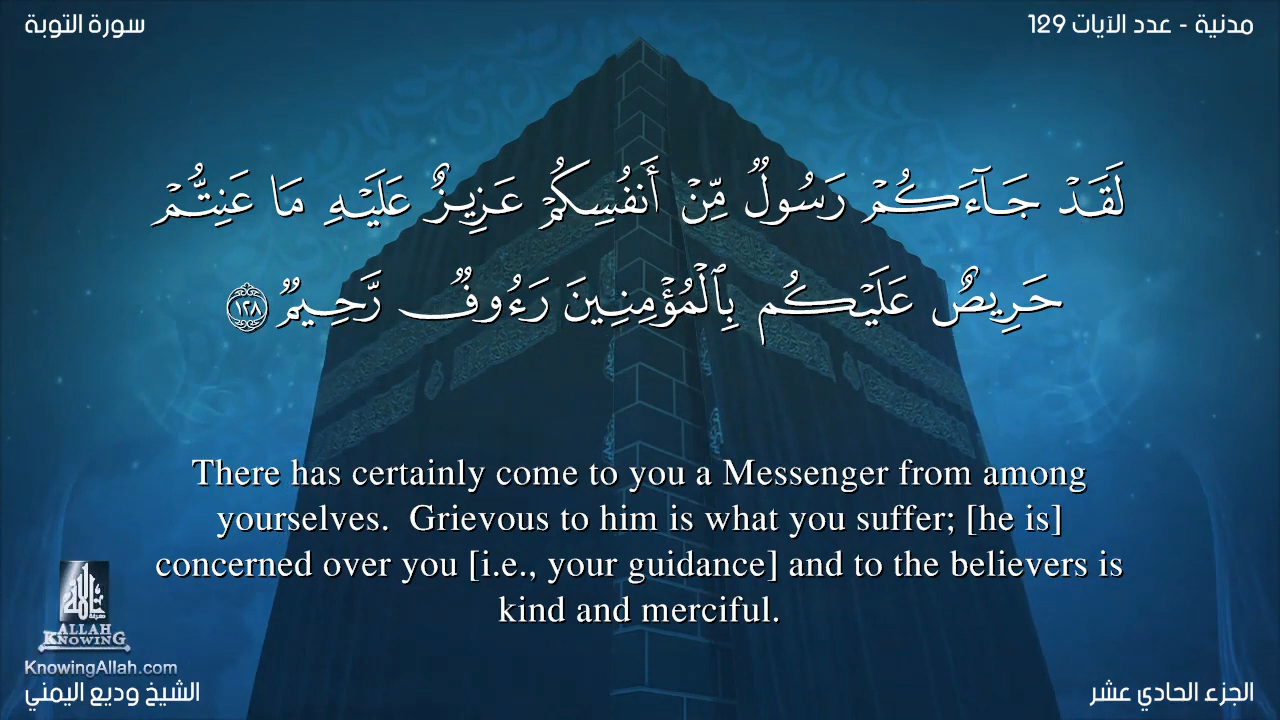 مدنية - عدد الآيات 129
سورة التوبة
لَقَدْ جَآءَكُمْ رَسُولٌ مِّنْ أَنفُسِكُمْ عَزِيزٌ عَلَيْهِ مَا عَنِتُّمْ
حَرِيصٌ عَلَيْكُم بِٱلْمُؤْمِنِينَ رَءُوفٌ رَّحِيمٌ ١٢٨
There has certainly come to you a Messenger from among
yourselves. Grievous to him is what you suffer; [he is]
concerned over you [i.e., your guidance] and to the believers is
kind and merciful.
ALLAH
KNOWING
KnowingAllah.com
الجزء الحادي عشر
الشيخ وديع اليمني